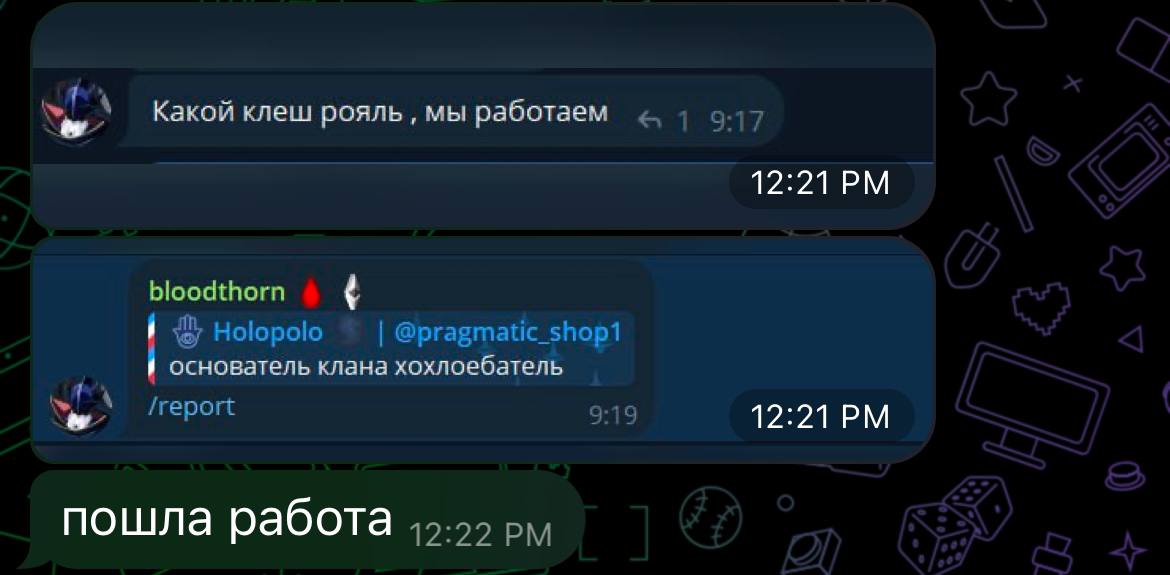 Какой клеш рояль , мы работаем 1 9:17
12:21 PM
bloodthorn
Holopolo | @pragmatic_shop1
основатель клана хохлоебатель
/report 9:19
12:21 PM
пошла работа 12:22 PM